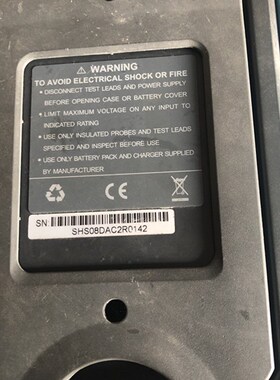 WARNING
TO AVOID ELECTRICAL SHOCK OR FIRE
• DISCONNECT TEST LEADS AND POWER SUPPLY
BEFORE OPENING CASE OR BATTERY COVER
• LIMIT MAXIMUM VOLTAGE ON ANY INPUT TO
INDICATED RATING
• USE ONLY INSULATED PROBES AND TEST LEADS
SPECIFIED AND INSPECT BEFORE USE
• USE ONLY BATTERY PACK AND CHARGER SUPPLIED
BY MANUFACTURER
CE
SN:
SHS08DAC2R0142